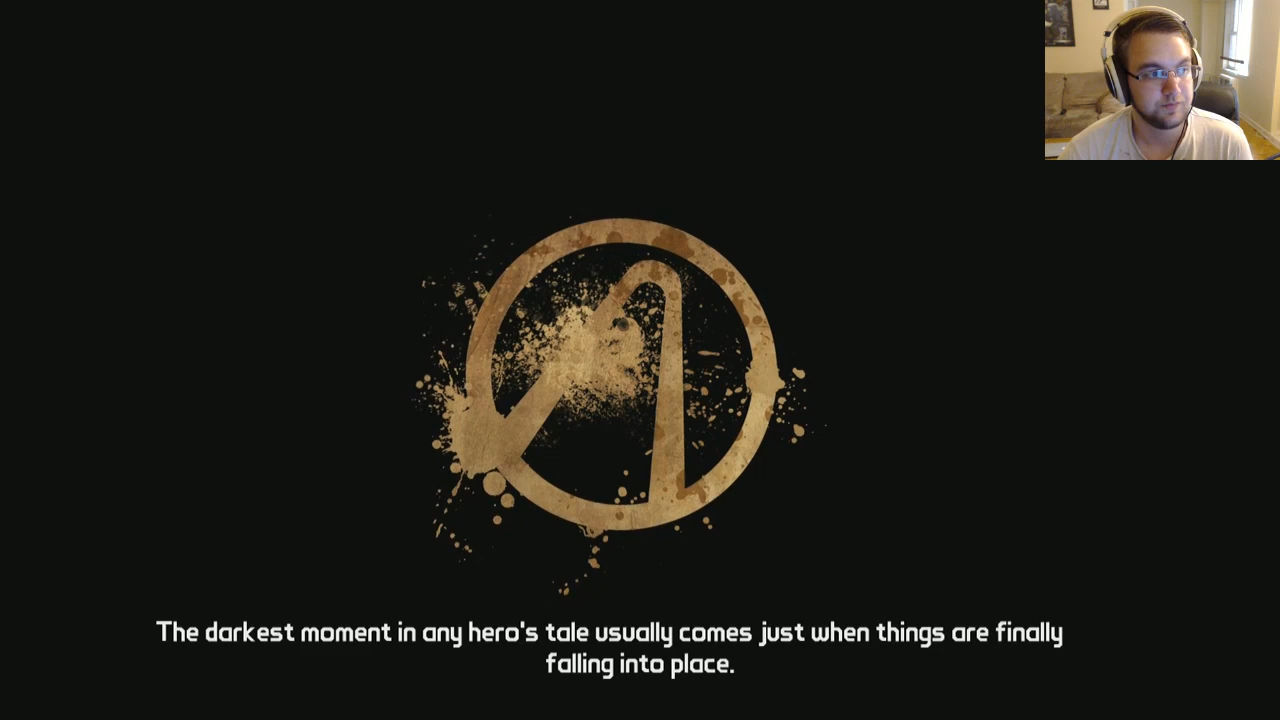 The darkest moment in any hero's tale usually comes just when things are finally
falling into place.